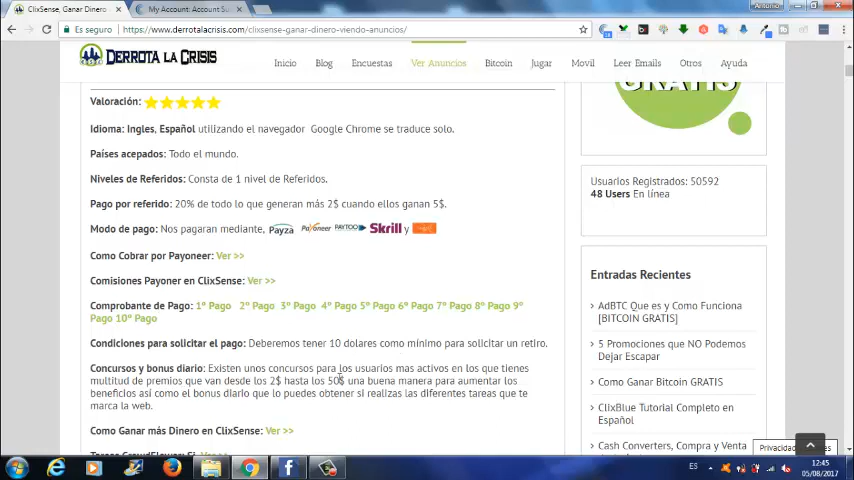 ClixSense, Ganar Dinero
My Account: Account Su
Antonio
Es seguro
https://www.derrotalacrisis.com/clixsense-ganar-dinero-viendo-anuncios/
DERROTA LA CRISIS
Inicio Blog Encuestas Ver Anuncios Bitcoin Jugar Movil Leer Emails Otros Ayuda
GRATIS
Valoración:
Idioma: Ingles, Español utilizando el navegador Google Chrome se traduce solo.
Países acepados: Todo el mundo.
Niveles de Referidos: Consta de 1 nivel de Referidos.
Pago por referido: 20% de todo lo que generan más 2$ cuando ellos ganan 5$.
Modo de pago: Nos pagaran mediante, Payza Payoneer PAYTOO Skrill y
Como Cobrar por Payoneer: Ver >>
Comisiones Payoner en ClixSense: Ver >>
Comprobante de Pago: 1º Pago 2º Pago 3º Pago 4º Pago 5º Pago 6º Pago 7º Pago 8º Pago 9º
Pago 10º Pago
Condiciones para solicitar el pago: Deberemos tener 10 dolares como mínimo para solicitar un retiro.
Concursos y bonus diario: Existen unos concursos para los usuarios mas activos en los que tienes
multitud de premios que van desde los 2$ hasta los 50$ una buena manera para aumentar los
beneficios así como el bonus diario que lo puedes obtener si realizas las diferentes tareas que te
marca la web.
Como Ganar más Dinero en ClixSense: Ver >>
Tareas CrowdFlower: Si Ver >>
Usuarios Registrados: 50592
48 Users En línea
Entradas Recientes
AdBTC Que es y Como Funciona
[BITCOIN GRATIS]
5 Promociones que NO Podemos
Dejar Escapar
Como Ganar Bitcoin GRATIS
ClixBlue Tutorial Completo en
Español
Cash Converters, Compra y Venta
Privacidad
ES
12:45
05/08/2017